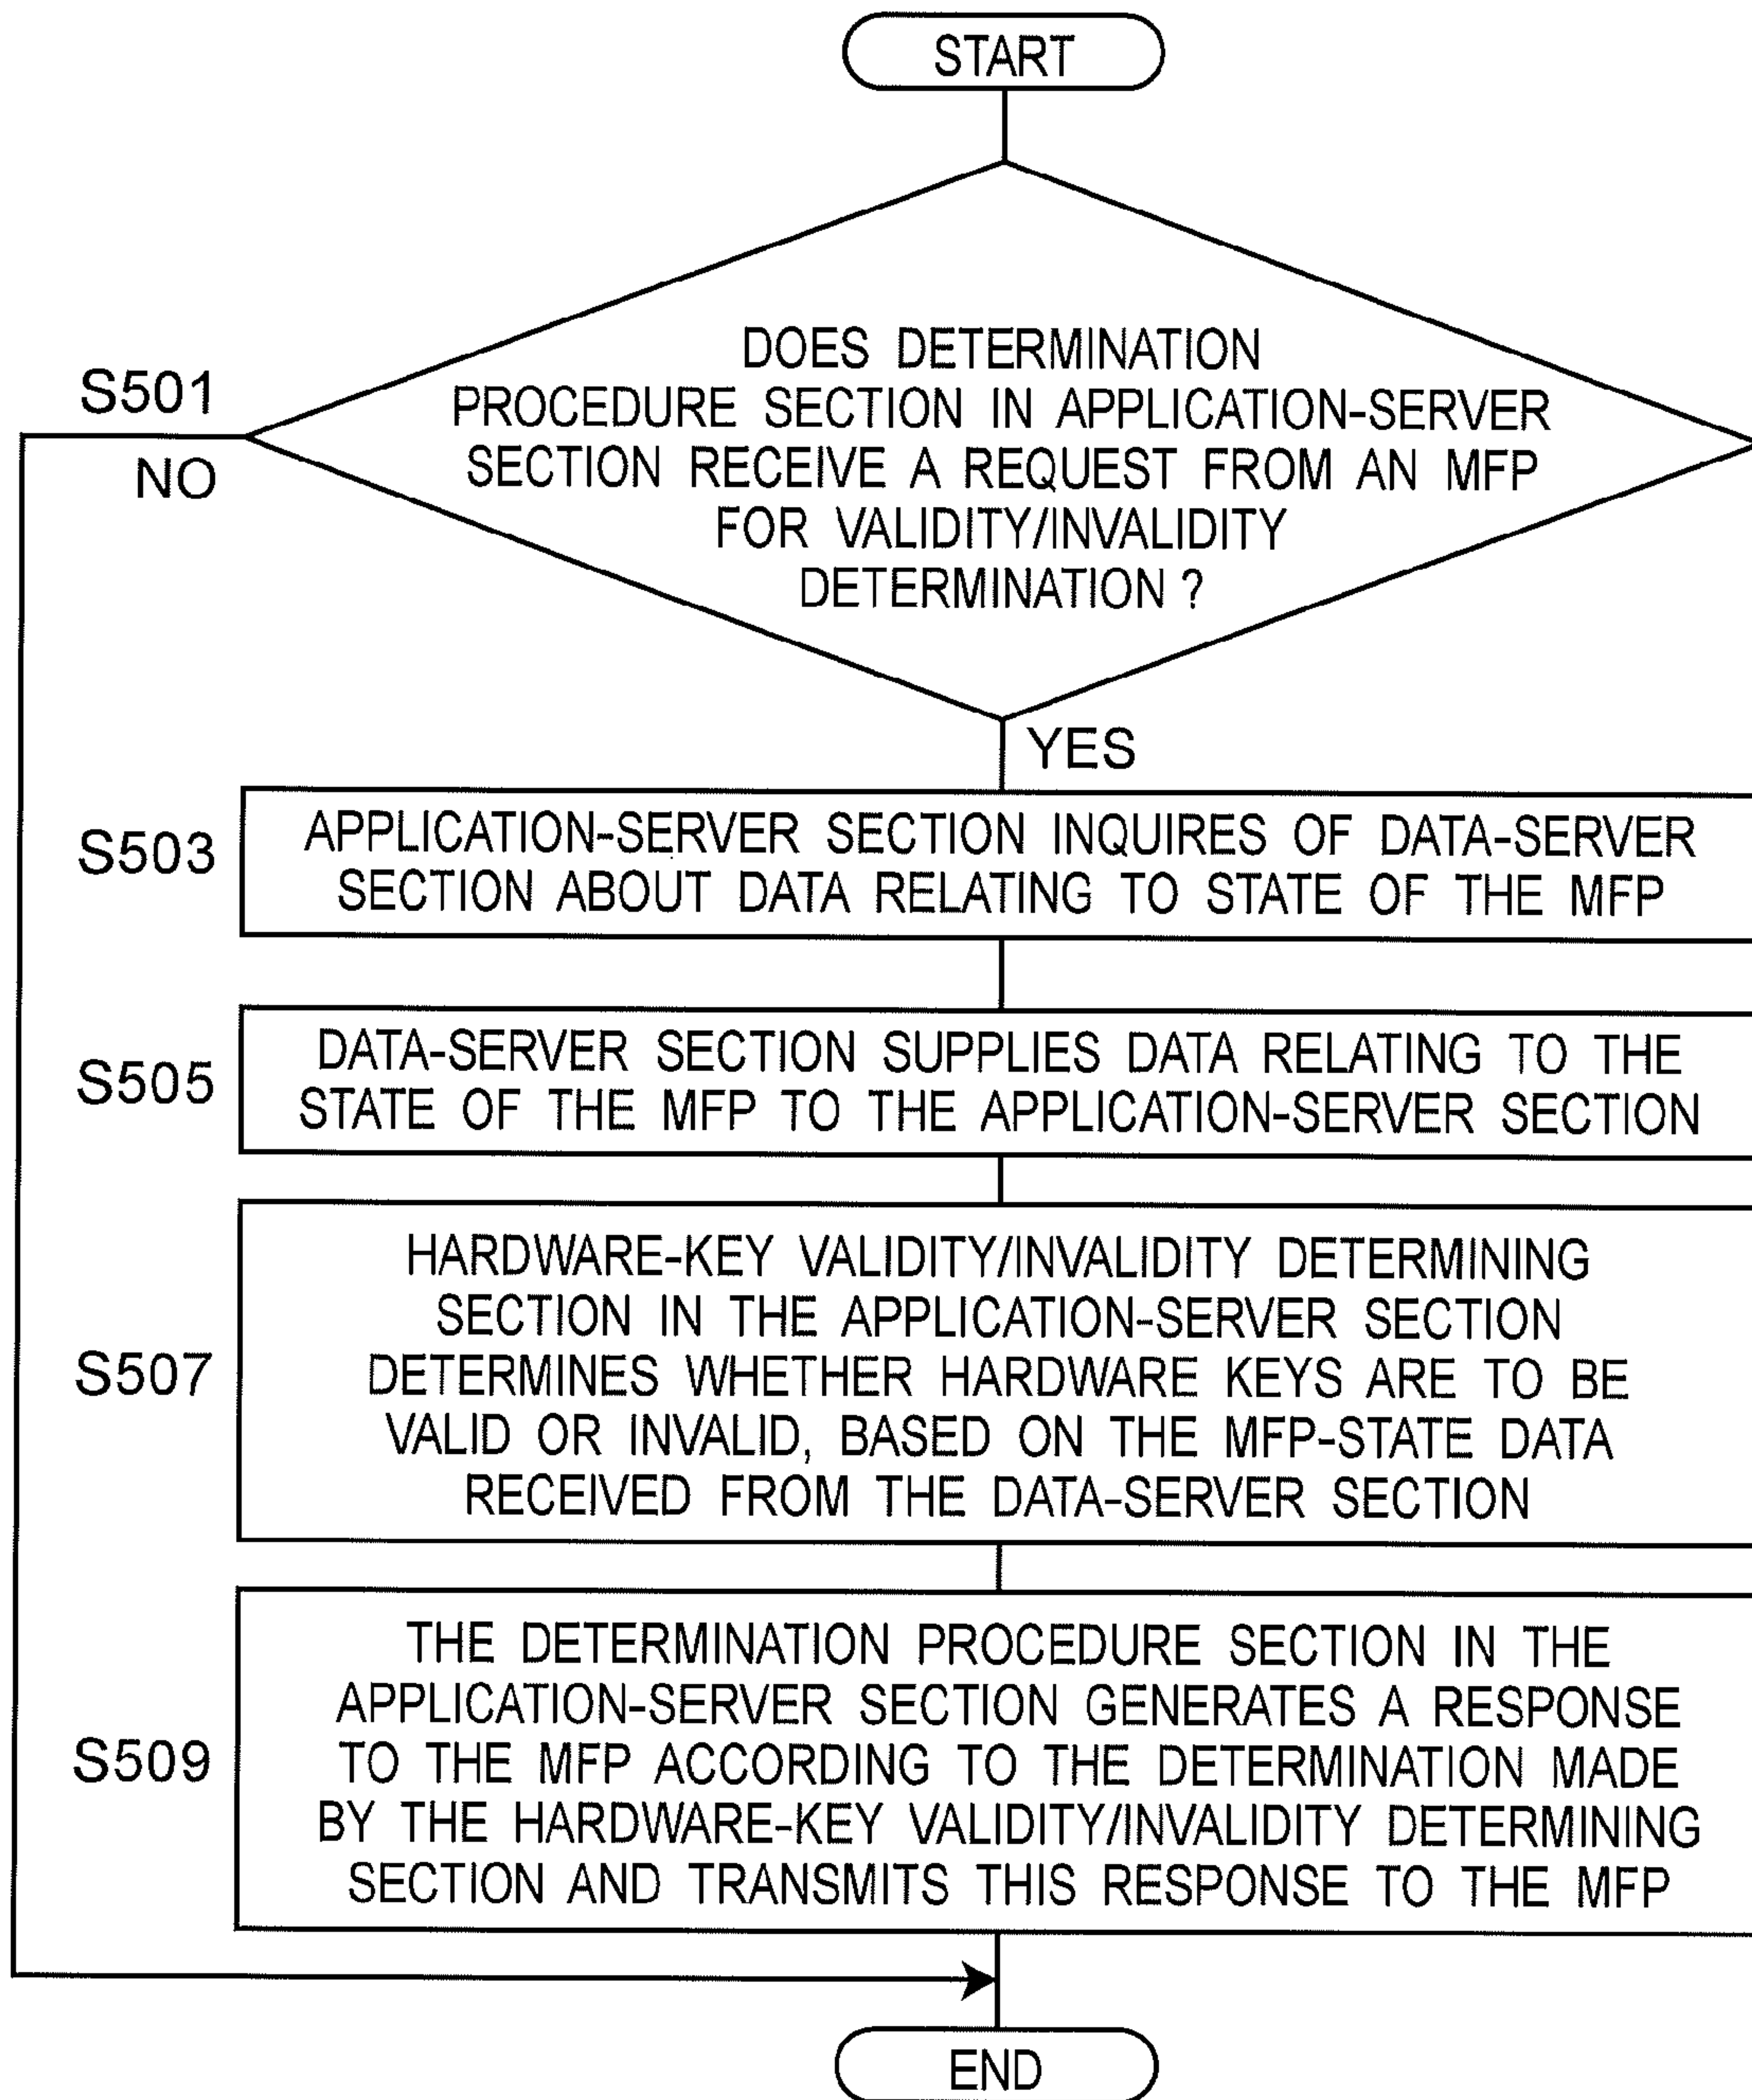 START
DOES DETERMINATION
PROCEDURE SECTION IN APPLICATION-SERVER
SECTION RECEIVE A REQUEST FROM AN MFP
FOR VALIDITY/INVALIDITY
DETERMINATION ?
S501
NO
YES
S503
APPLICATION-SERVER SECTION INQUIRES OF DATA-SERVER
SECTION ABOUT DATA RELATING TO STATE OF THE MFP
S505
DATA-SERVER SECTION SUPPLIES DATA RELATING TO THE
STATE OF THE MFP TO THE APPLICATION-SERVER SECTION
S507
HARDWARE-KEY VALIDITY/INVALIDITY DETERMINING
SECTION IN THE APPLICATION-SERVER SECTION
DETERMINES WHETHER HARDWARE KEYS ARE TO BE
VALID OR INVALID, BASED ON THE MFP-STATE DATA
RECEIVED FROM THE DATA-SERVER SECTION
S509
THE DETERMINATION PROCEDURE SECTION IN THE
APPLICATION-SERVER SECTION GENERATES A RESPONSE
TO THE MFP ACCORDING TO THE DETERMINATION MADE
BY THE HARDWARE-KEY VALIDITY/INVALIDITY DETERMINING
SECTION AND TRANSMITS THIS RESPONSE TO THE MFP
END